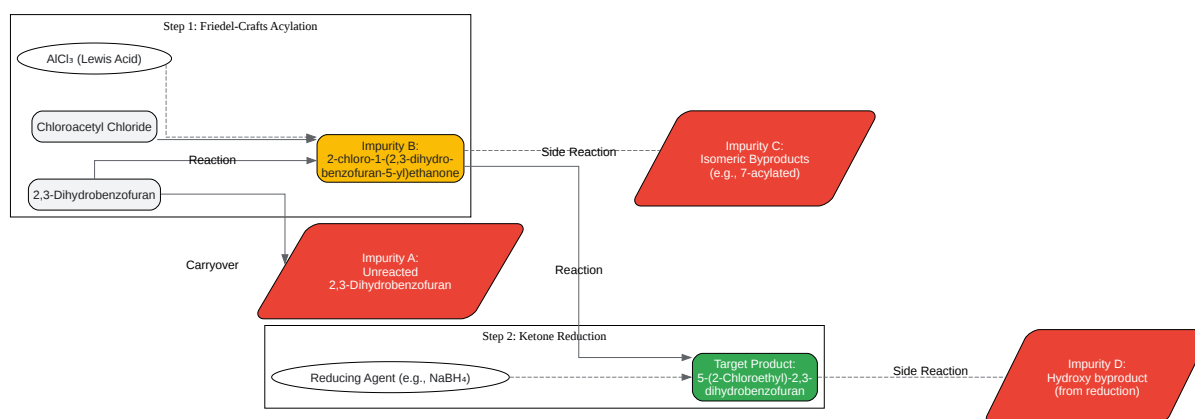 Step 1: Friedel-Crafts Acylation
AlCl₃ (Lewis Acid)
Chloroacetyl Chloride
Reaction
2,3-Dihydrobenzofuran
Impurity B:
2-chloro-1-(2,3-dihydro-
benzofuran-5-yl)ethanone
Side Reaction
Impurity C:
Isomeric Byproducts
(e.g., 7-acylated)
Carryover
Impurity A:
Unreacted
2,3-Dihydrobenzofuran
Reaction
Step 2: Ketone Reduction
Reducing Agent (e.g., NaBH₄)
Target Product:
5-(2-Chloroethyl)-2,3-
dihydrobenzofuran
Side Reaction
Impurity D:
Hydroxy byproduct
(from reduction)